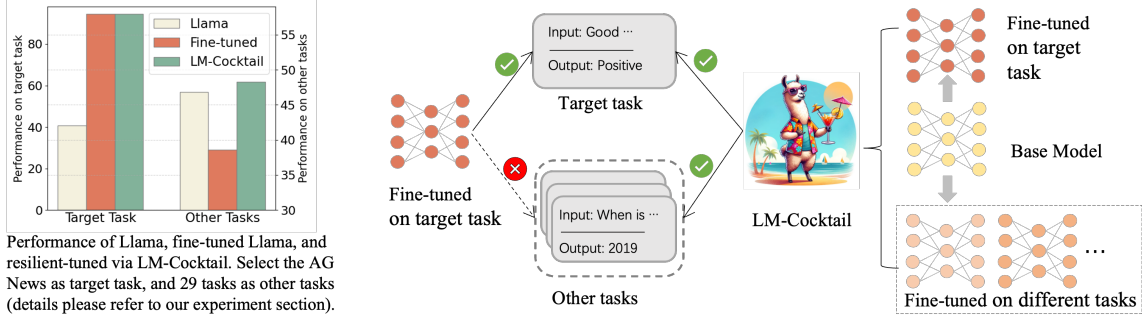 Performance on target task
80
60
40
20
0
Llama
Fine-tuned
LM-Cocktail
55
50
45
40
35
30
Performance on other tasks
Target Task
Other Tasks
Performance of Llama, fine-tuned Llama, and
resilient-tuned via LM-Cocktail. Select the AG
News as target task, and 29 tasks as other tasks
(details please refer to our experiment section).
Fine-tuned
on target task
Input: Good ···
Output: Positive
Target task
Input: When is ···
Output: 2019
Other tasks
LM-Cocktail
Fine-tuned
on target
task
Base Model
...
Fine-tuned on different tasks